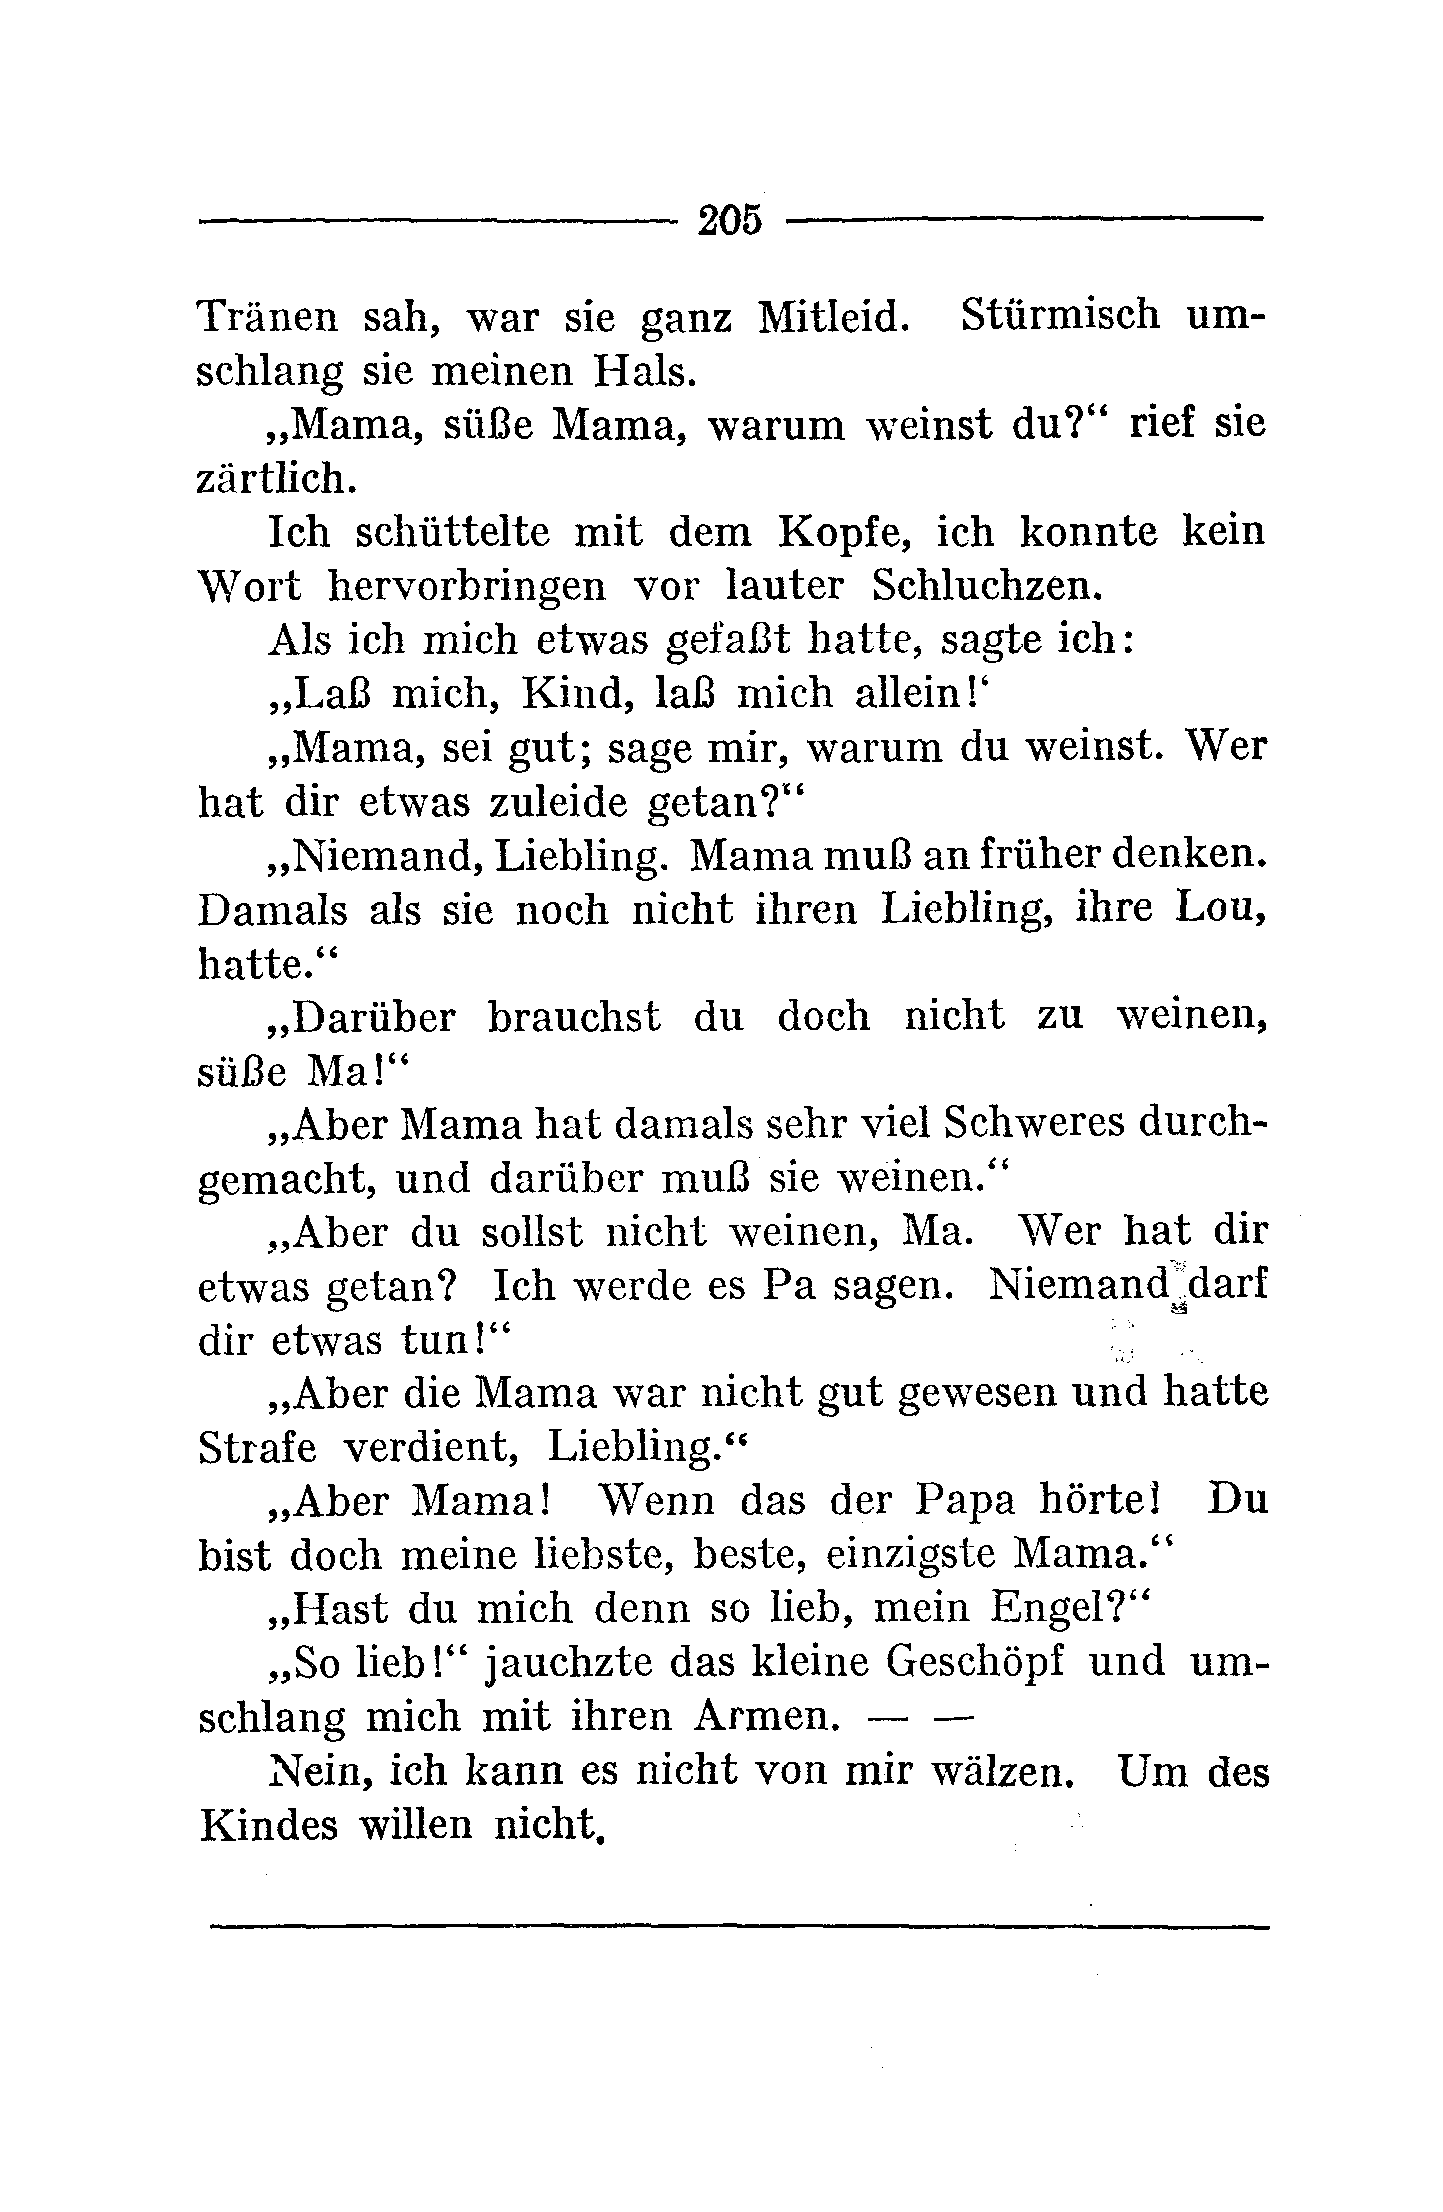 205
Tränen sah, war sie ganz Mitleid. Stürmisch um-
schlang sie meinen Hals.
„Mama, süße Mama, warum weinst du?“ rief sie
zärtlich.
Ich schüttelte mit dem Kopfe, ich konnte kein
Wort hervorbringen vor lauter Schluchzen.
Als ich mich etwas gefaßt hatte, sagte ich:
„Laß mich, Kind, laß mich allein!‘
„Mama, sei gut; sage mir, warum du weinst. Wer
hat dir etwas zuleide getan?“
„Niemand, Liebling. Mama muß an früher denken.
Damals als sie noch nicht ihren Liebling, ihre Lou,
hatte.“
„Darüber brauchst du doch nicht zu weinen,
süße Ma!“
„Aber Mama hat damals sehr viel Schweres durch-
gemacht, und darüber muß sie weinen.“
„Aber du sollst nicht weinen, Ma. Wer hat dir
etwas getan? Ich werde es Pa sagen. Niemand darf
dir etwas tun!“
„Aber die Mama war nicht gut gewesen und hatte
Strafe verdient, Liebling.“
„Aber Mama! Wenn das der Papa hörte! Du
bist doch meine liebste, beste, einzigste Mama.“
„Hast du mich denn so lieb, mein Engel?“
„So lieb!“ jauchzte das kleine Geschöpf und um-
schlang mich mit ihren Armen. — —
Nein, ich kann es nicht von mir wälzen. Um des
Kindes willen nicht.